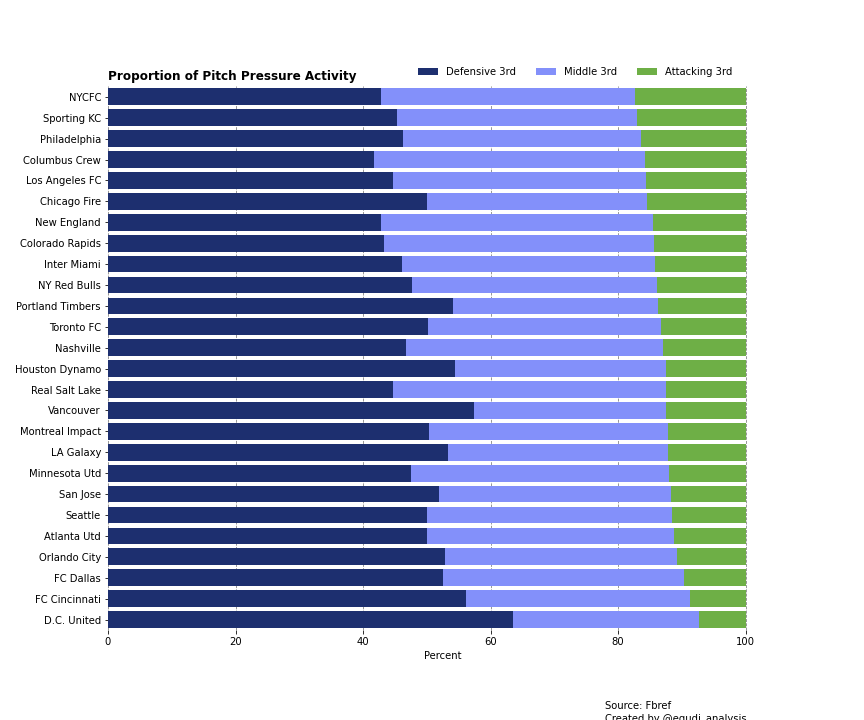 Proportion of Pitch Pressure Activity
Defensive 3rd Middle 3rd Attacking 3rd
NYCFC
Sporting KC
Philadelphia
Columbus Crew
Los Angeles FC
Chicago Fire
New England
Colorado Rapids
Inter Miami
NY Red Bulls
Portland Timbers
Toronto FC
Nashville
Houston Dynamo
Real Salt Lake
Vancouver
Montreal Impact
LA Galaxy
Minnesota Utd
San Jose
Seattle
Atlanta Utd
Orlando City
FC Dallas
FC Cincinnati
D.C. United
0 20 40 60 80 100
Percent
Source: Fbref
Created by @egudi_analysis